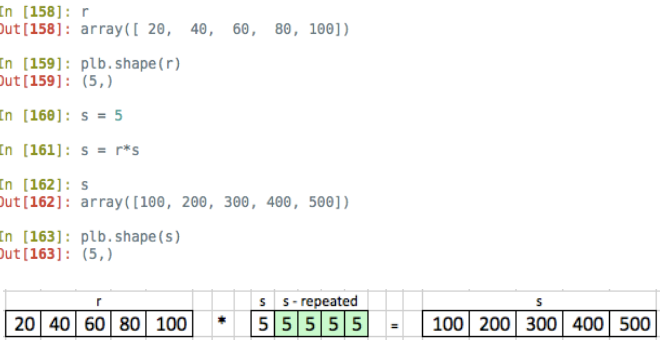 In [158]: r
Out[158]: array([ 20, 40, 60, 80, 100])
In [159]: plb.shape(r)
Out[159]: (5,)
In [160]: s = 5
In [161]: s = r*s
In [162]: s
Out[162]: array([100, 200, 300, 400, 500])
In [163]: plb.shape(s)
Out[163]: (5,)
r s s - repeated s
20 40 60 80 100 * 5 5 5 5 5 = 100 200 300 400 500